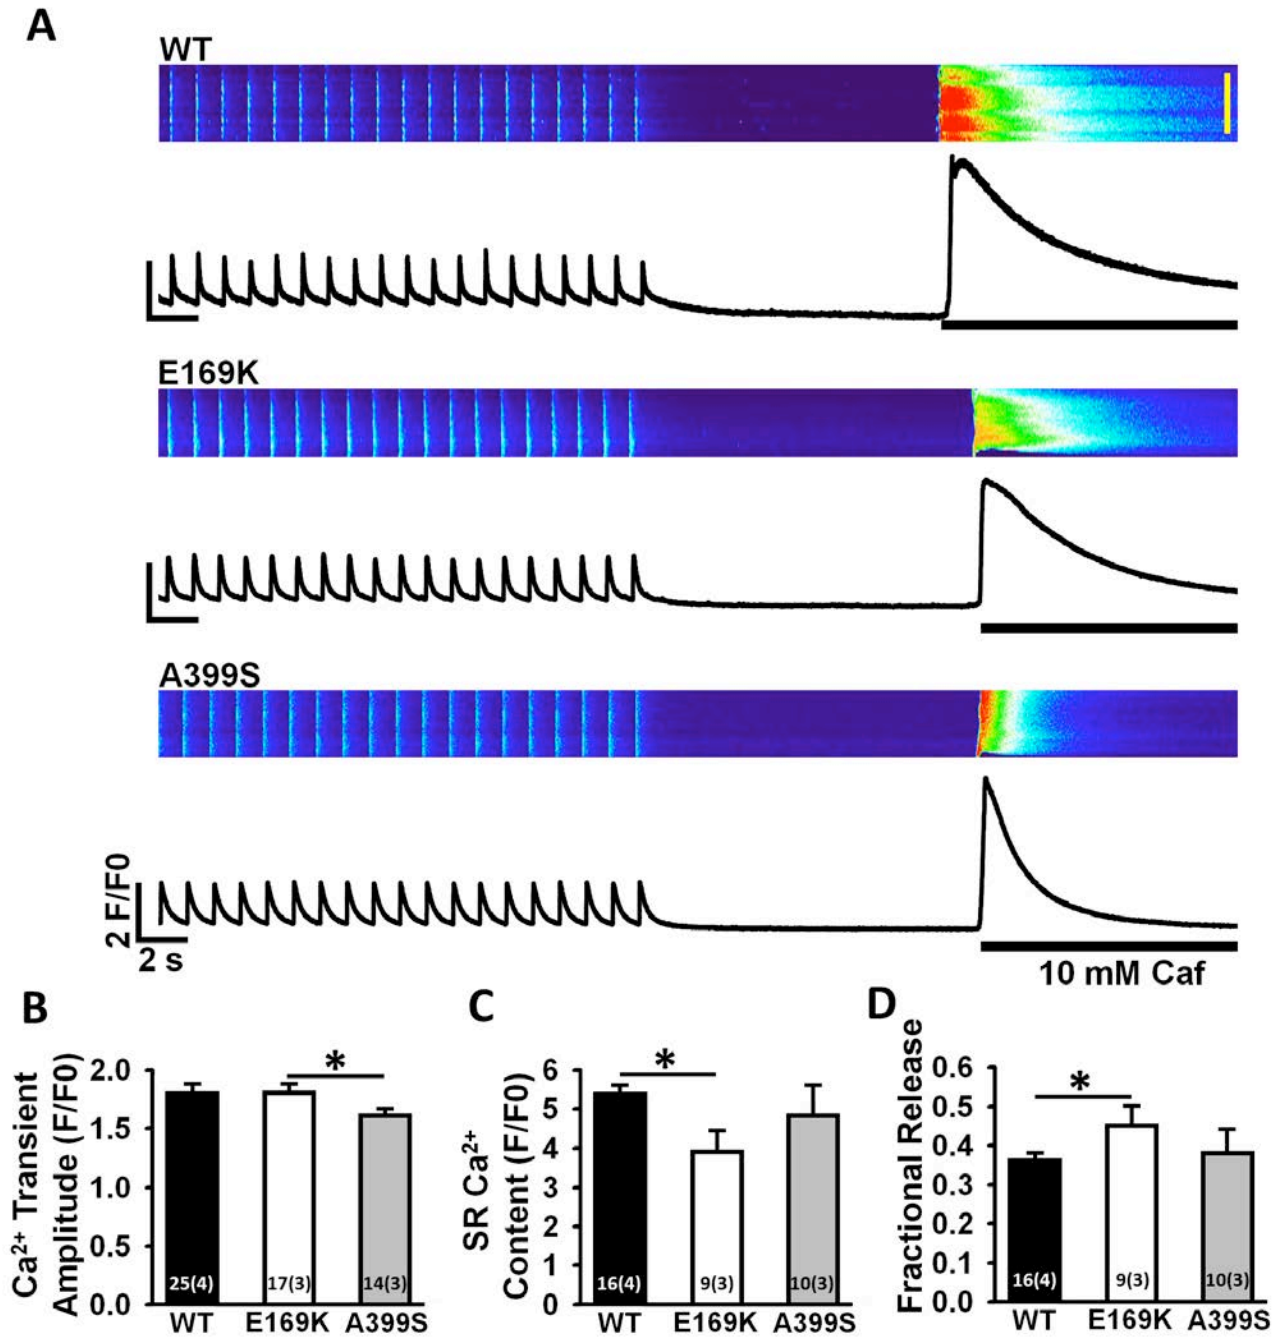 A
WT
E169K
A399S
2 F/F0
2 s
10 mM Caf
B
Ca²⁺ Transient
Amplitude (F/F0)
2.0
1.5
1.0
0.5
0.0
*
25(4)
17(3)
14(3)
WT
E169K
A399S
C
SR Ca²⁺
Content (F/F0)
6
5
4
3
2
1
0
*
16(4)
9(3)
10(3)
WT
E169K
A399S
D
Fractional Release
0.6
0.5
0.4
0.3
0.2
0.1
0.0
*
16(4)
9(3)
10(3)
WT
E169K
A399S